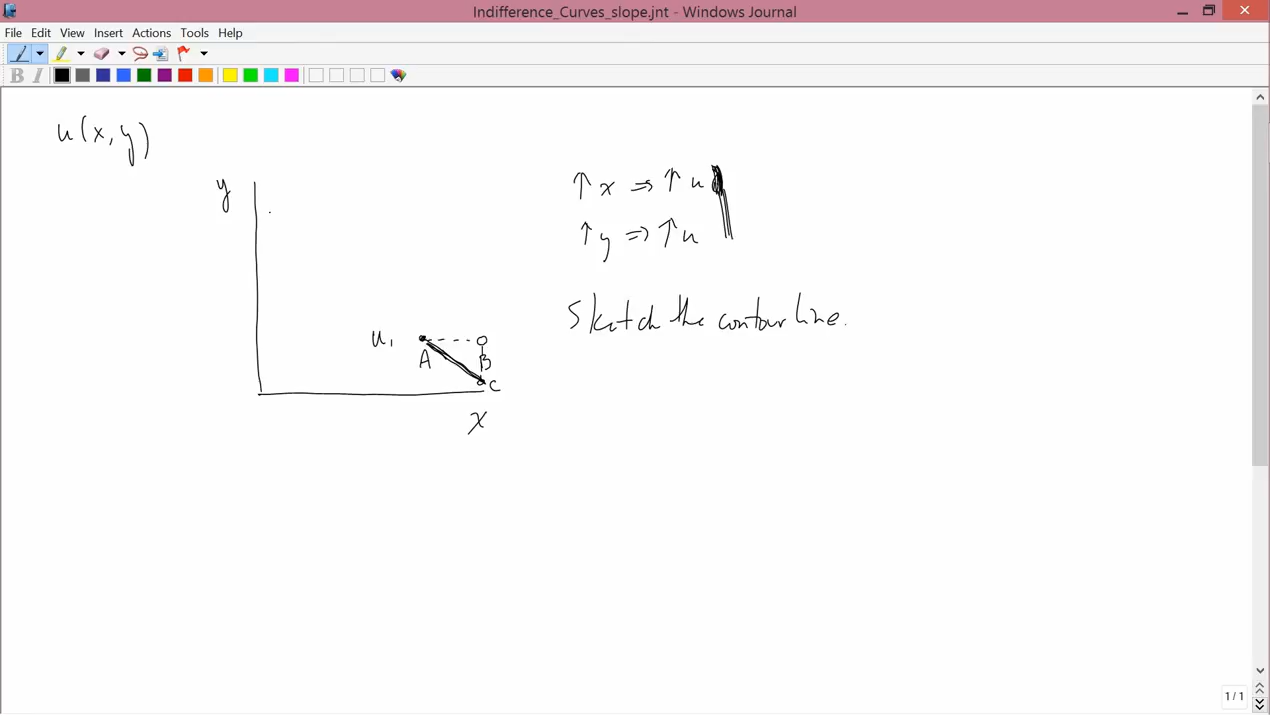 Indifference_Curves_slope.jnt - Windows Journal
File Edit View Insert Actions Tools Help
B I
u(x, y)
y
↑ x ⇒ ↑ u
↑ y ⇒ ↑ u
Sketch the contour line.
u₁
A
B
C
x
1 / 1